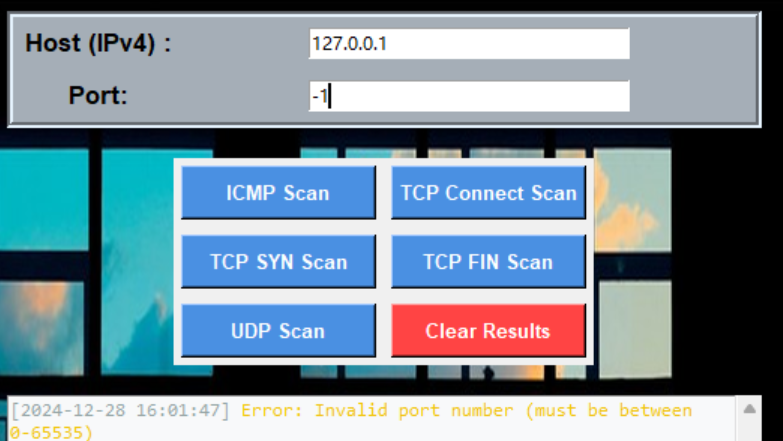 Host (IPv4) :
127.0.0.1
Port:
-1
ICMP Scan
TCP Connect Scan
TCP SYN Scan
TCP FIN Scan
UDP Scan
Clear Results
[2024-12-28 16:01:47] Error: Invalid port number (must be between
0-65535)